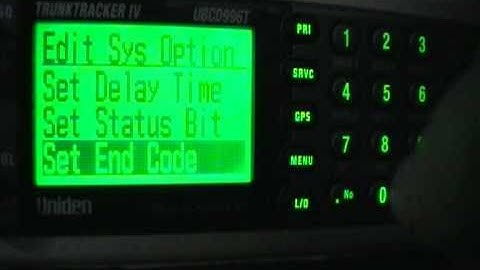 TRUNKTRACKER IV UBCD996T
Edit Sys Option
Set Delay Time
Set Status Bit
Set End Code
Uniden
PRI 1 2 3
SRVC 4 5 6
GPS 7 8
MENU
L/O .No 0